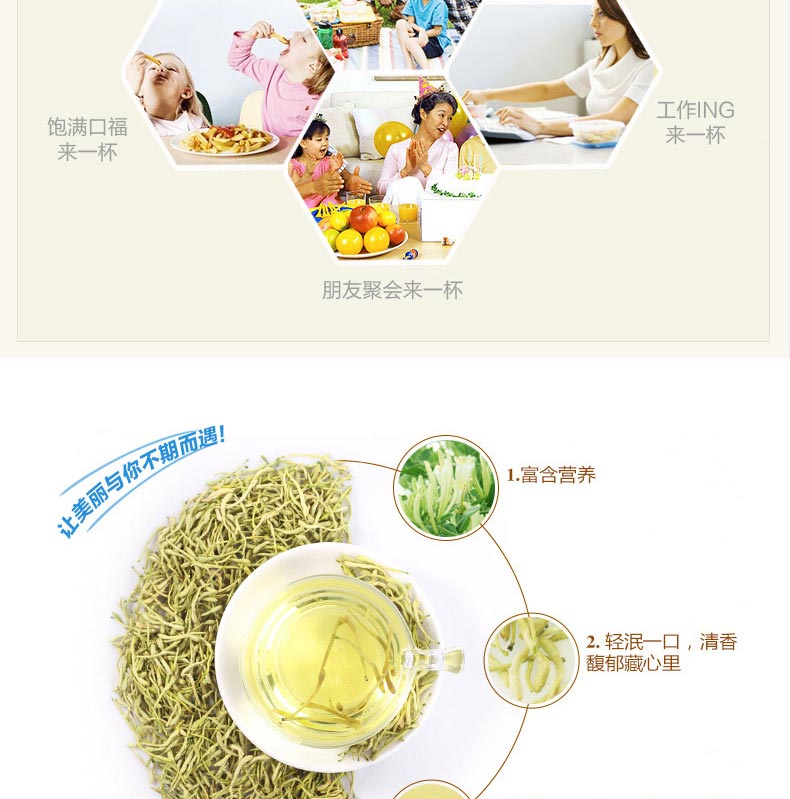 饱满口福
来一杯
工作ING
来一杯
朋友聚会来一杯
让美丽与你不期而遇!
1.富含营养
2. 轻泯一口，清香
馥郁藏心里